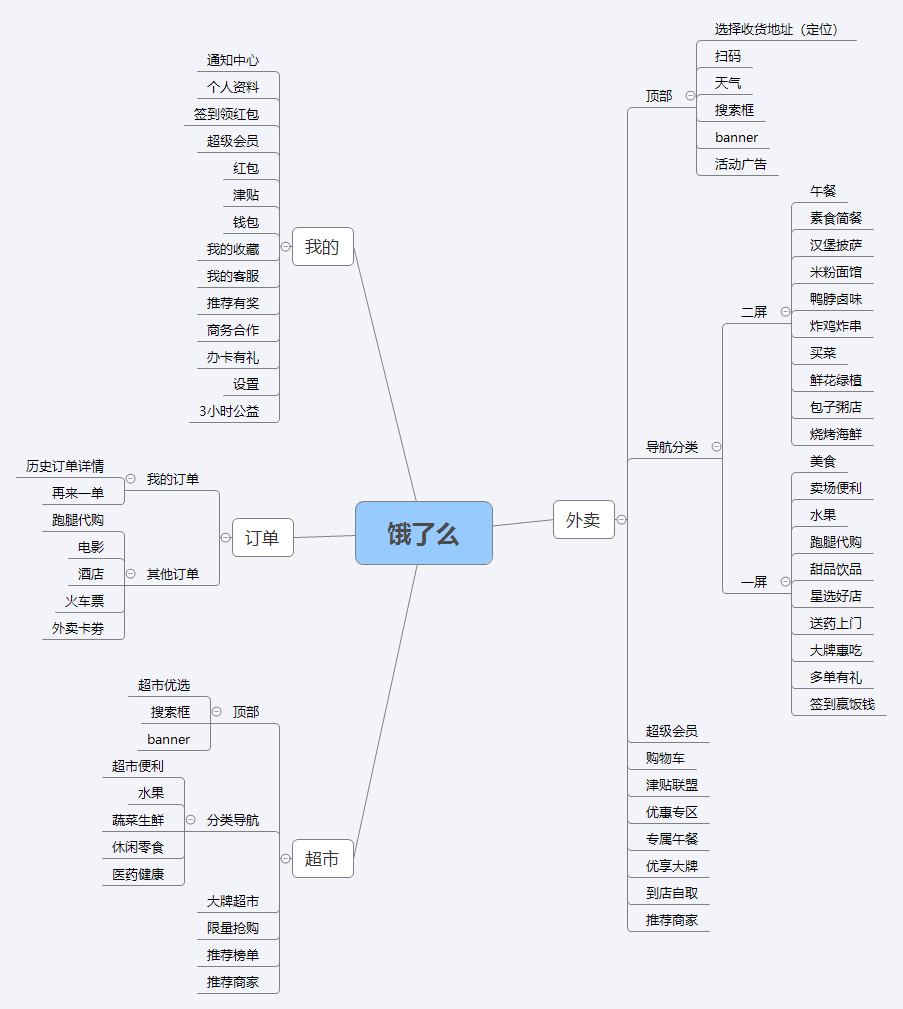 饿了么
外卖
顶部
选择收货地址（定位）
扫码
天气
搜索框
banner
活动广告
导航分类
二屏
午餐
素食简餐
汉堡披萨
米粉面馆
鸭脖卤味
炸鸡炸串
买菜
鲜花绿植
包子粥店
烧烤海鲜
一屏
美食
卖场便利
水果
跑腿代购
甜品饮品
星选好店
送药上门
大牌惠吃
多单有礼
签到赢饭钱
超级会员
购物车
津贴联盟
优惠专区
专属午餐
优享大牌
到店自取
推荐商家
我的
通知中心
个人资料
签到领红包
超级会员
红包
津贴
钱包
我的收藏
我的客服
推荐有奖
商务合作
办卡有礼
设置
3小时公益
订单
我的订单
历史订单详情
再来一单
其他订单
跑腿代购
电影
酒店
火车票
外卖卡劵
超市
顶部
超市优选
搜索框
banner
分类导航
超市便利
水果
蔬菜生鲜
休闲零食
医药健康
大牌超市
限量抢购
推荐榜单
推荐商家